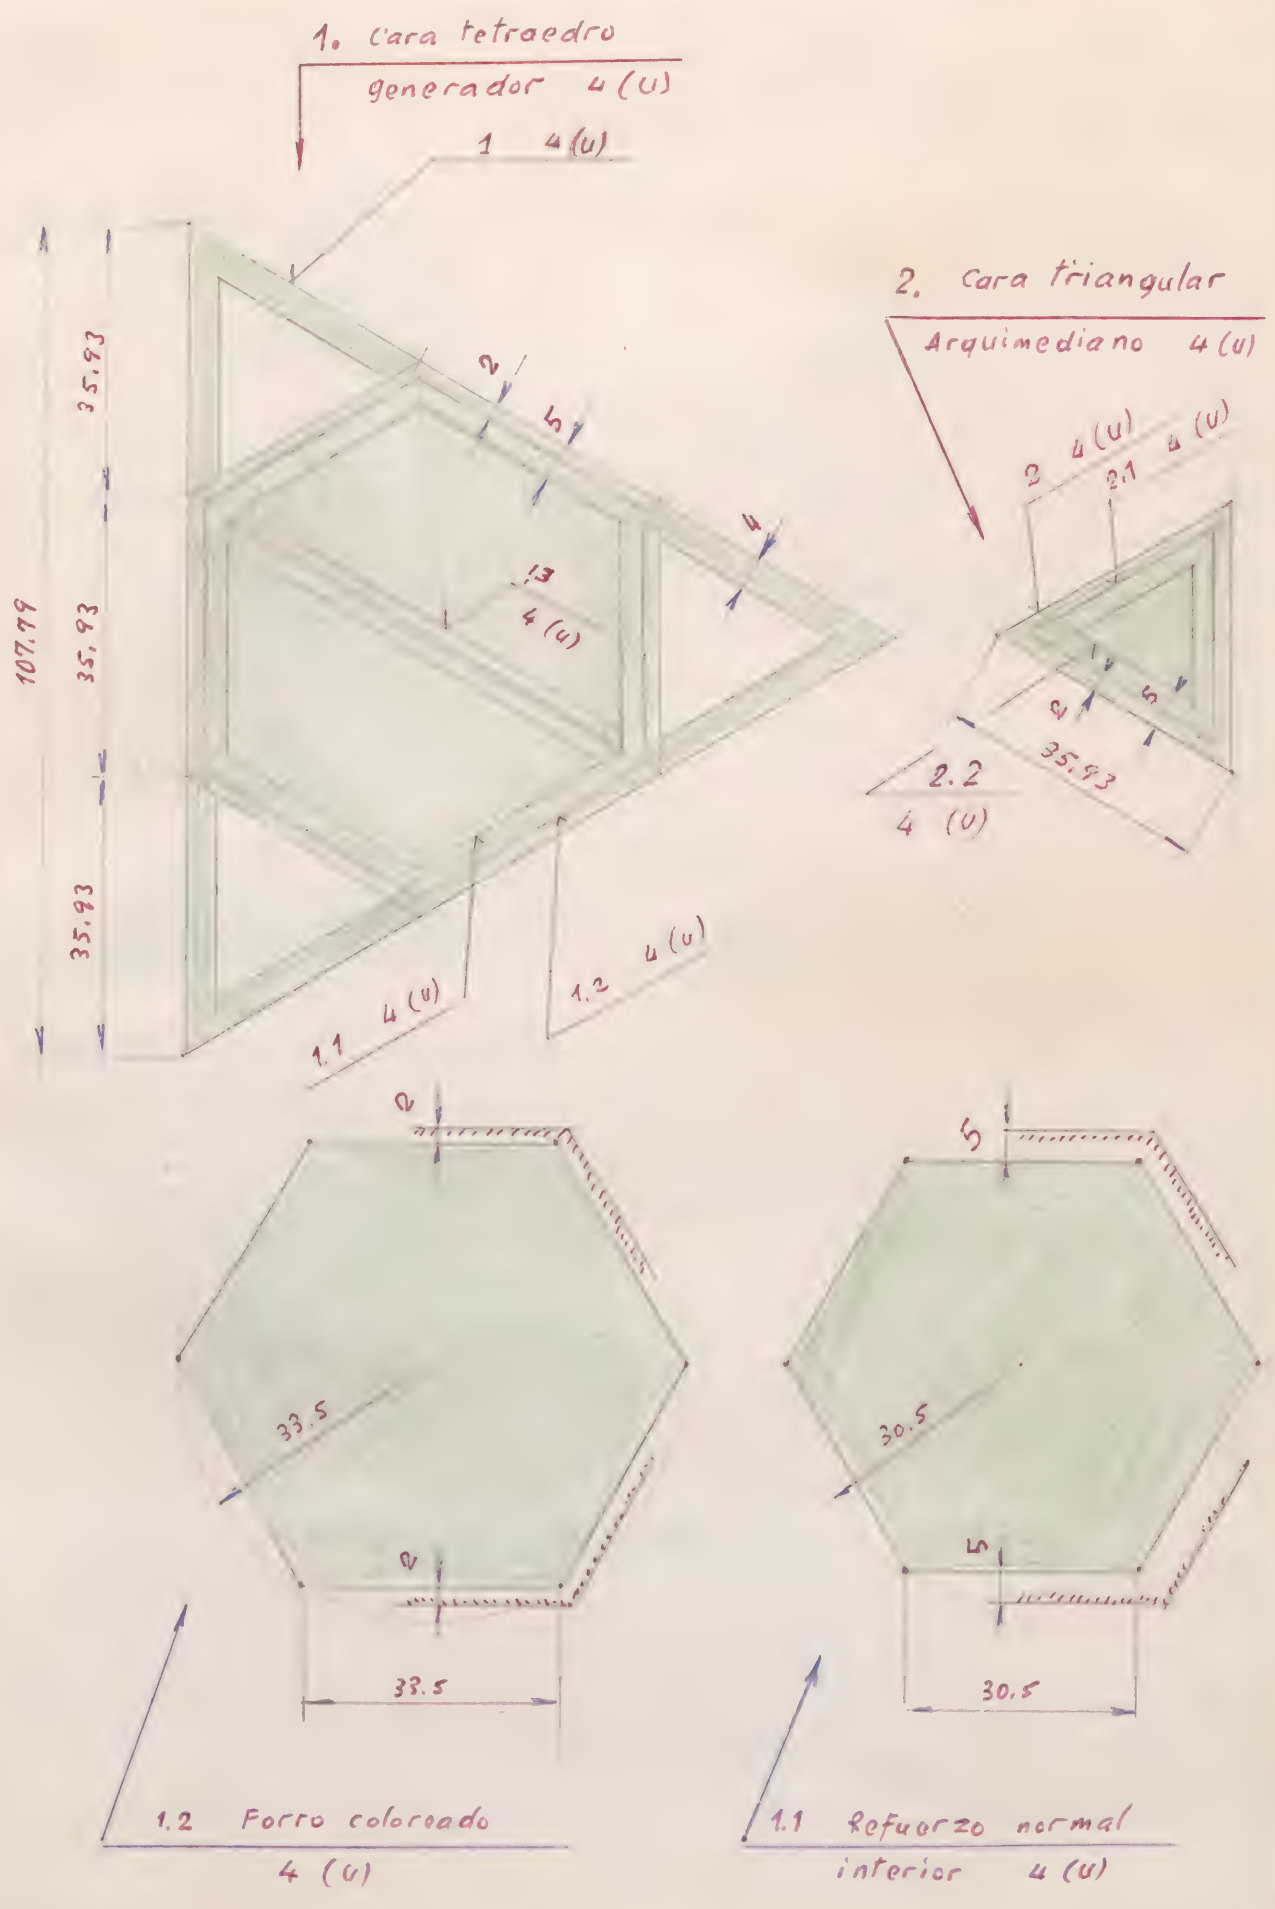 1. Cara tetraedro
generador 4 (u)
1 4 (u)
2. Cara triangular
Arquimediano 4 (u)
2 4 (u)
2.1 4 (u)
2
5
4
35,93
1.3
4 (u)
107.79
35,93
2
5
35,93
2.2
4 (u)
35.93
1.1 4 (u)
1.2 4 (u)
2
5
33.5
30.5
2
5
33.5
30.5
1.2 Forro coloreado
4 (u)
1.1 Refuerzo normal
interior 4 (u)